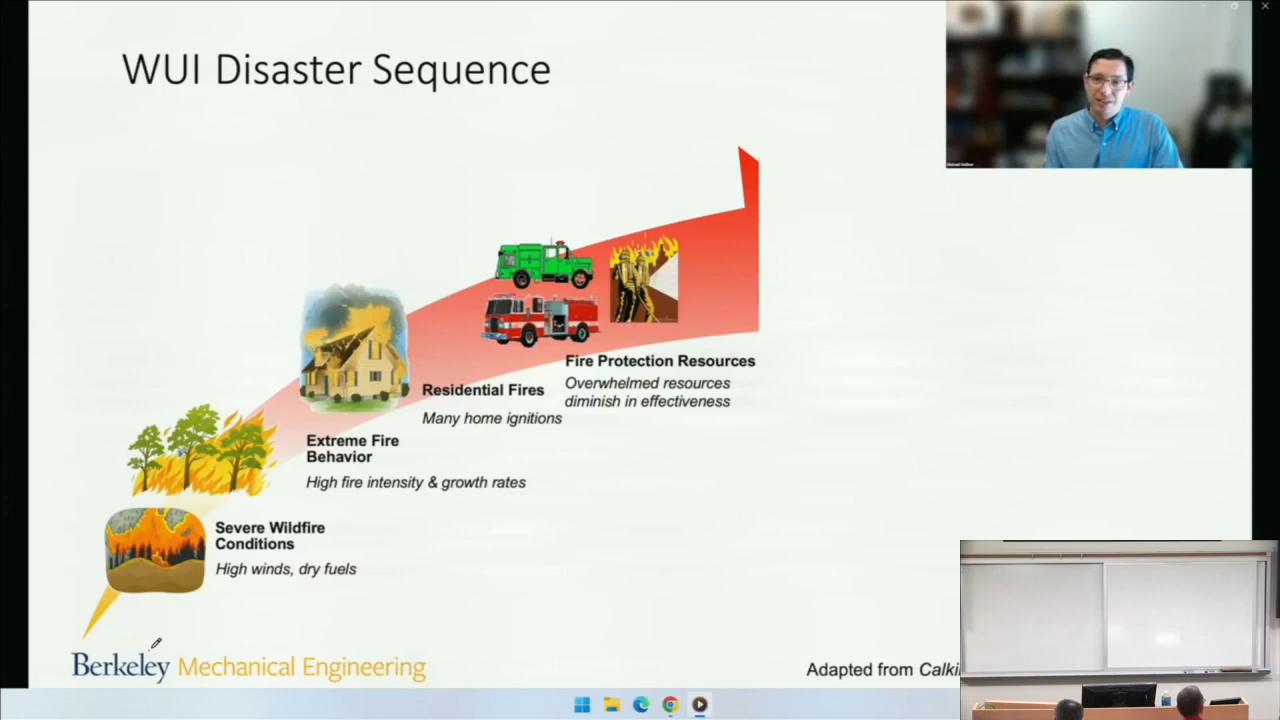 WUI Disaster Sequence
Fire Protection Resources
Overwhelmed resources
diminish in effectiveness
Residential Fires
Many home ignitions
Extreme Fire
Behavior
High fire intensity & growth rates
Severe Wildfire
Conditions
High winds, dry fuels
Berkeley Mechanical Engineering
Adapted from